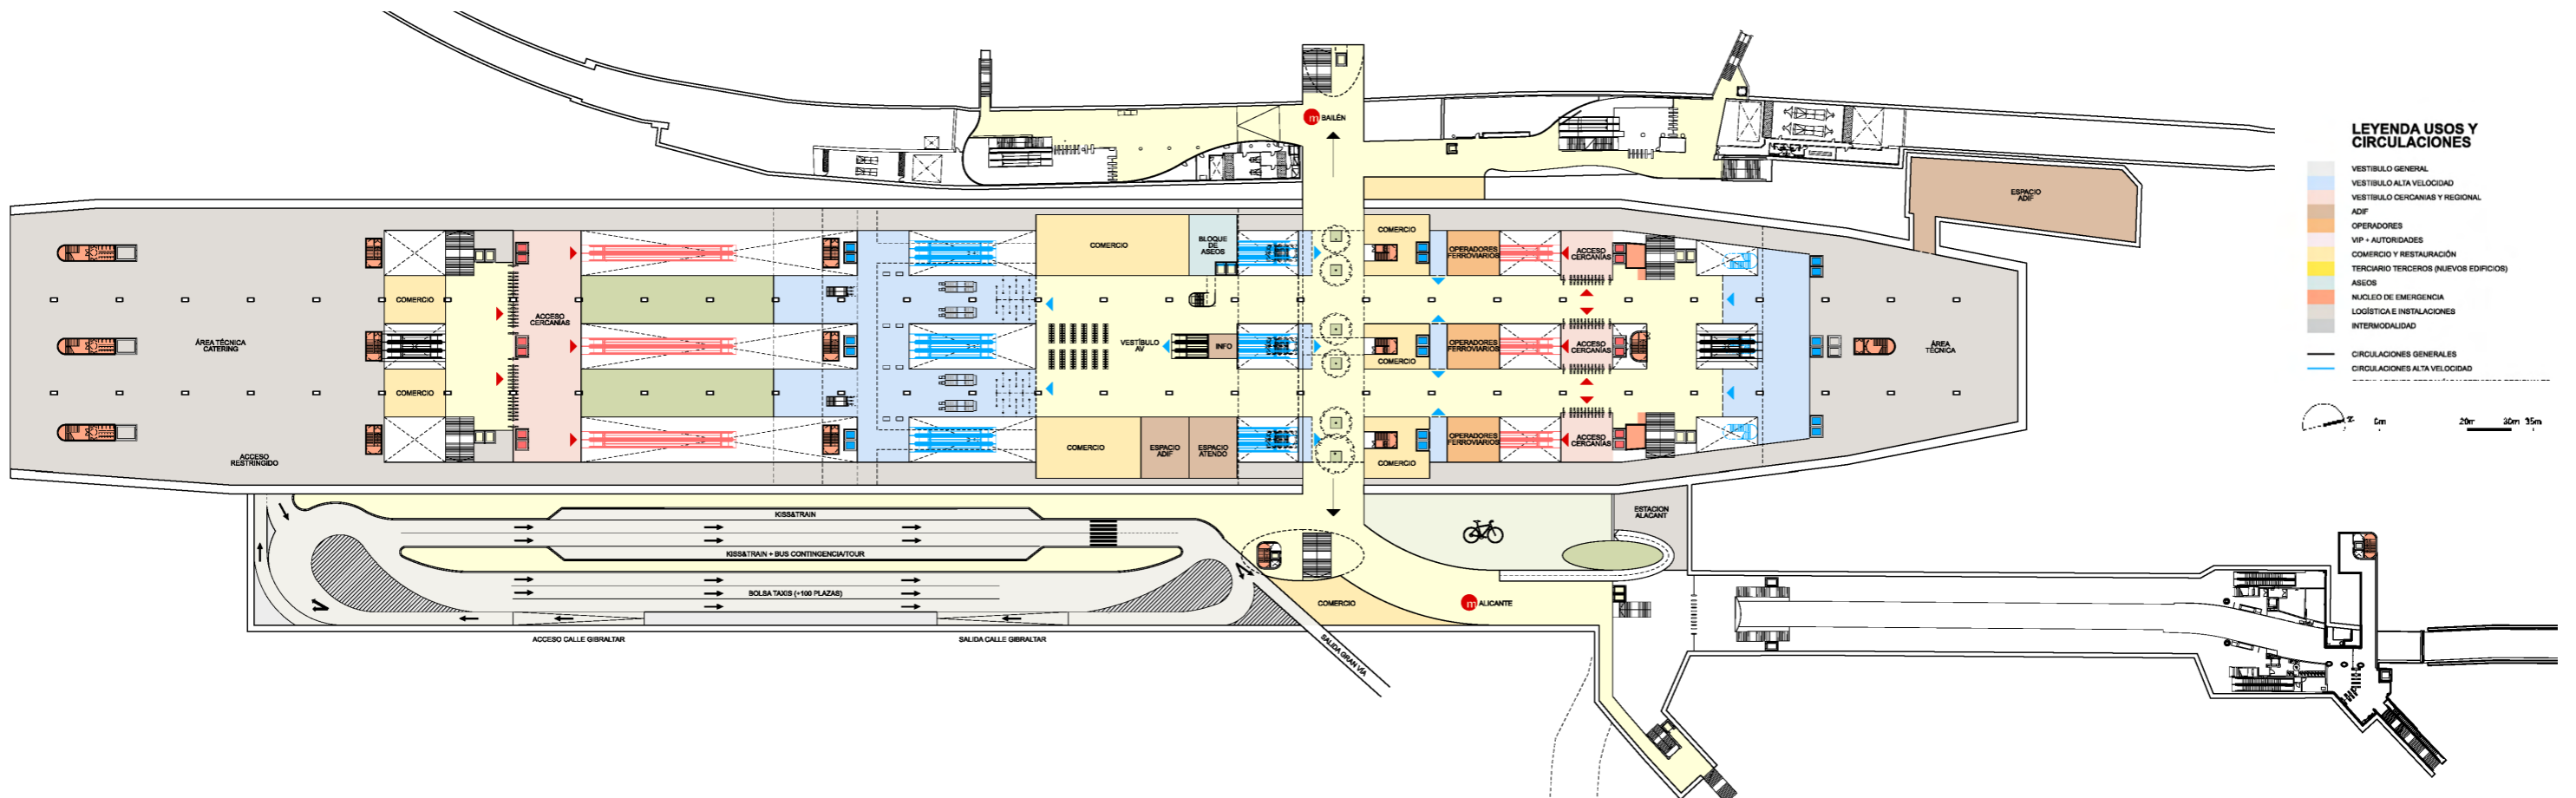 m BAILÉN
LEYENDA USOS Y
CIRCULACIONES
VESTIBULO GENERAL
VESTIBULO ALTA VELOCIDAD
VESTIBULO CERCANIAS Y REGIONAL
ADIF
OPERADORES
VIP + AUTORIDADES
COMERCIO Y RESTAURACIÓN
TERCIARIO TERCEROS (NUEVOS EDIFICIOS)
ASEOS
NUCLEO DE EMERGENCIA
LOGÍSTICA E INSTALACIONES
INTERMODALIDAD
CIRCULACIONES GENERALES
CIRCULACIONES ALTA VELOCIDAD
0m 20m 30m 35m
ESPACIO
ADIF
COMERCIO
BLOQUE
DE
ASEOS
COMERCIO
OPERADORES
FERROVIARIOS
ACCESO
CERCANÍAS
COMERCIO
ACCESO
CERCANÍAS
ÁREA TÉCNICA
CATERING
VESTÍBULO
AV
INFO
COMERCIO
OPERADORES
FERROVIARIOS
ACCESO
CERCANÍAS
ÁREA
TÉCNICA
COMERCIO
ACCESO
RESTRINGIDO
COMERCIO
ESPACIO
ADIF
ESPACIO
ATENDO
COMERCIO
OPERADORES
FERROVIARIOS
ACCESO
CERCANÍAS
KISS&TRAIN
KISS&TRAIN + BUS CONTINGENCIA/TOUR
BOLSA TAXIS (+100 PLAZAS)
ESTACION
ALACANT
COMERCIO
m ALICANTE
ACCESO CALLE GIBRALTAR
SALIDA CALLE GIBRALTAR
SALIDA GRAN VÍA